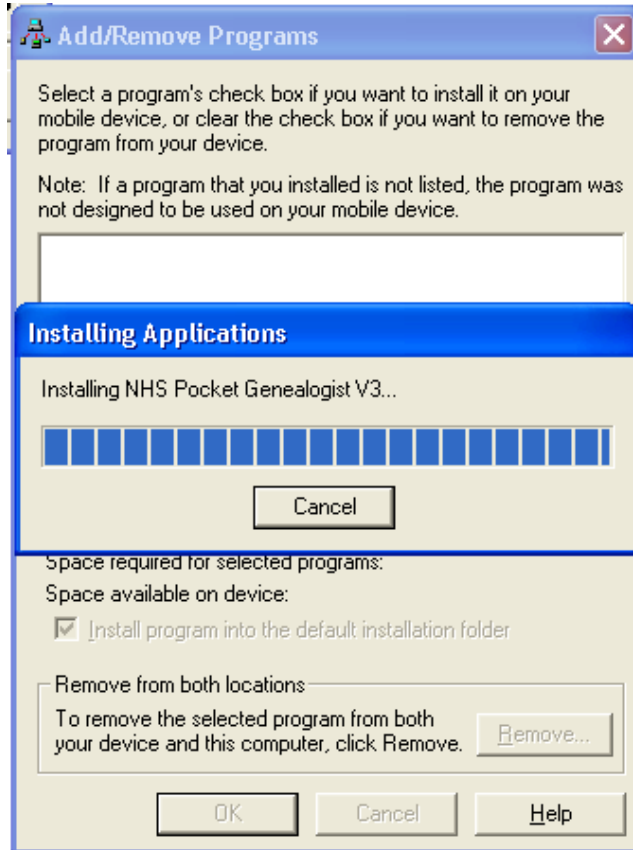 Add/Remove Programs
Select a program's check box if you want to install it on your
mobile device, or clear the check box if you want to remove the
program from your device.
Note: If a program that you installed is not listed, the program was
not designed to be used on your mobile device.
Installing Applications
Installing NHS Pocket Genealogist V3...
Cancel
Space required for selected programs:
Space available on device:
Install program into the default installation folder
Remove from both locations
To remove the selected program from both
your device and this computer, click Remove.
Remove...
OK
Cancel
Help